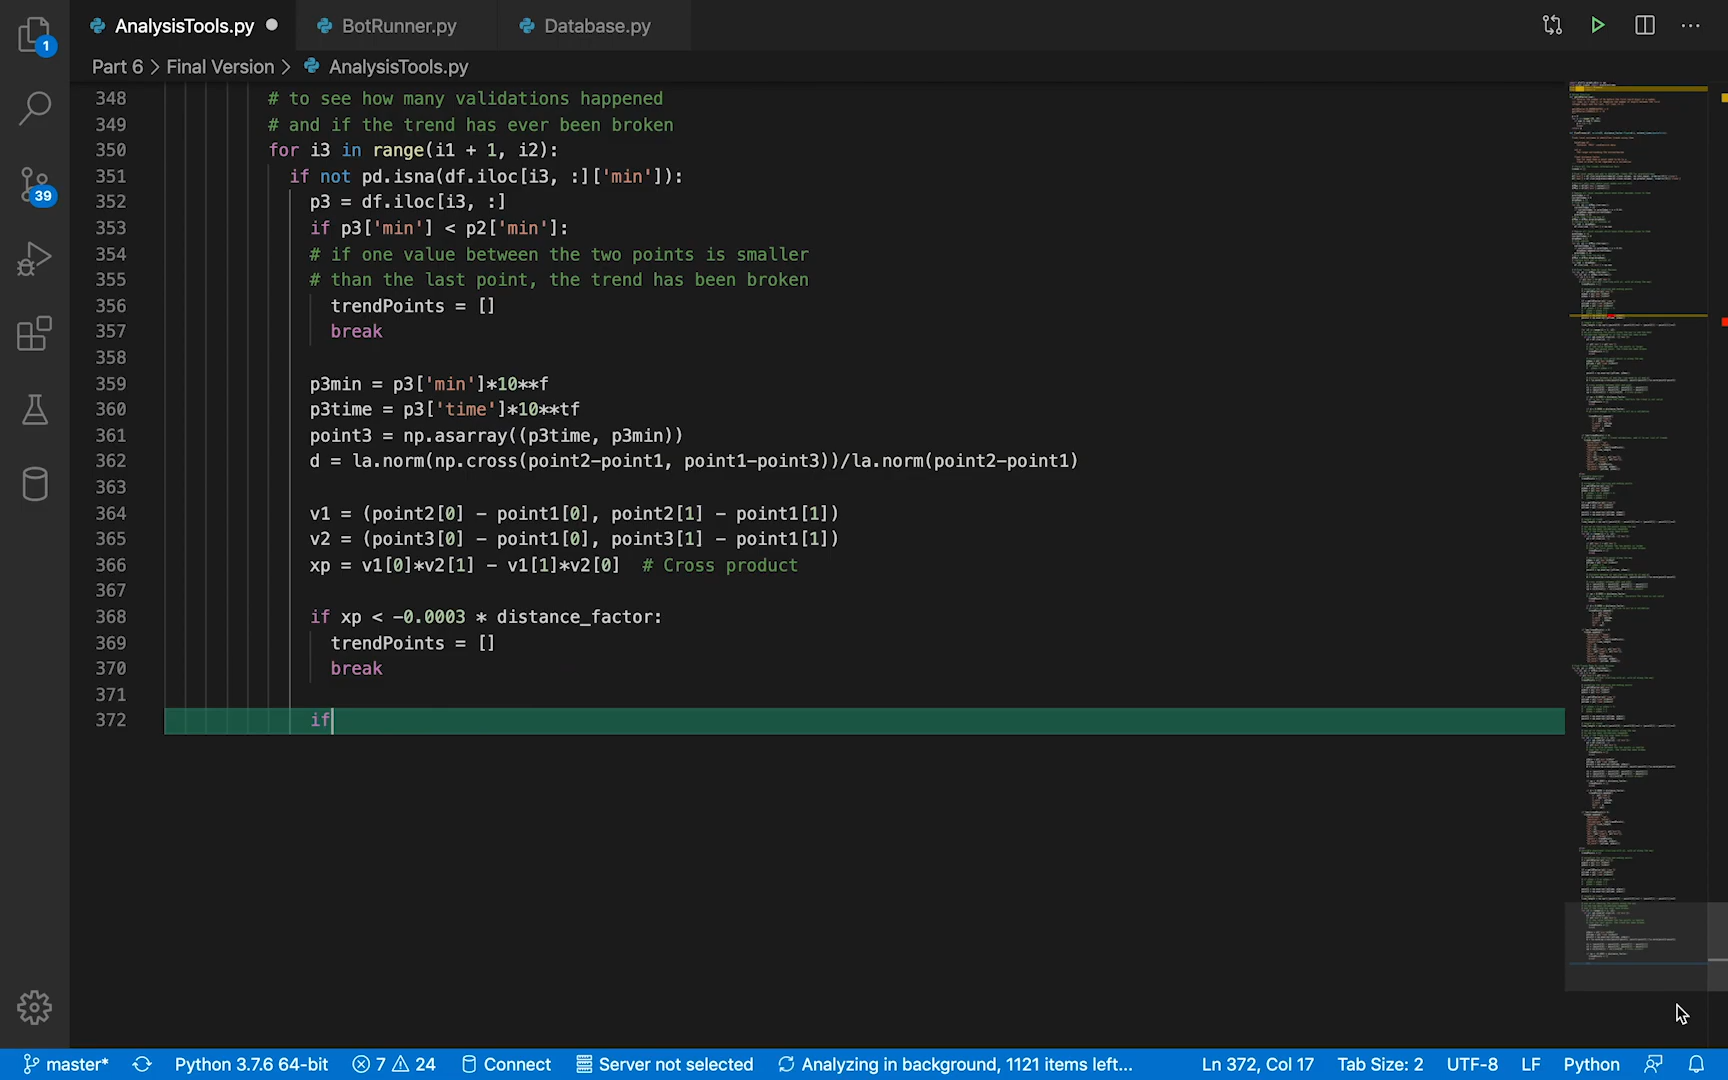 AnalysisTools.py BotRunner.py Database.py
1
Part 6 > Final Version > AnalysisTools.py
348 # to see how many validations happened
349 # and if the trend has ever been broken
350 for i3 in range(i1 + 1, i2):
351 if not pd.isna(df.iloc[i3, :]['min']):
352 p3 = df.iloc[i3, :]
353 if p3['min'] < p2['min']:
354 # if one value between the two points is smaller
355 # than the last point, the trend has been broken
356 trendPoints = []
357 break
358
359 p3min = p3['min']*10**f
360 p3time = p3['time']*10**tf
361 point3 = np.asarray((p3time, p3min))
362 d = la.norm(np.cross(point2-point1, point1-point3))/la.norm(point2-point1)
363
364 v1 = (point2[0] - point1[0], point2[1] - point1[1])
365 v2 = (point3[0] - point1[0], point3[1] - point1[1])
366 xp = v1[0]*v2[1] - v1[1]*v2[0] # Cross product
367
368 if xp < -0.0003 * distance_factor:
369 trendPoints = []
370 break
371
372 if
39
master* Python 3.7.6 64-bit 7 24 Connect Server not selected Analyzing in background, 1121 items left... Ln 372, Col 17 Tab Size: 2 UTF-8 LF Python